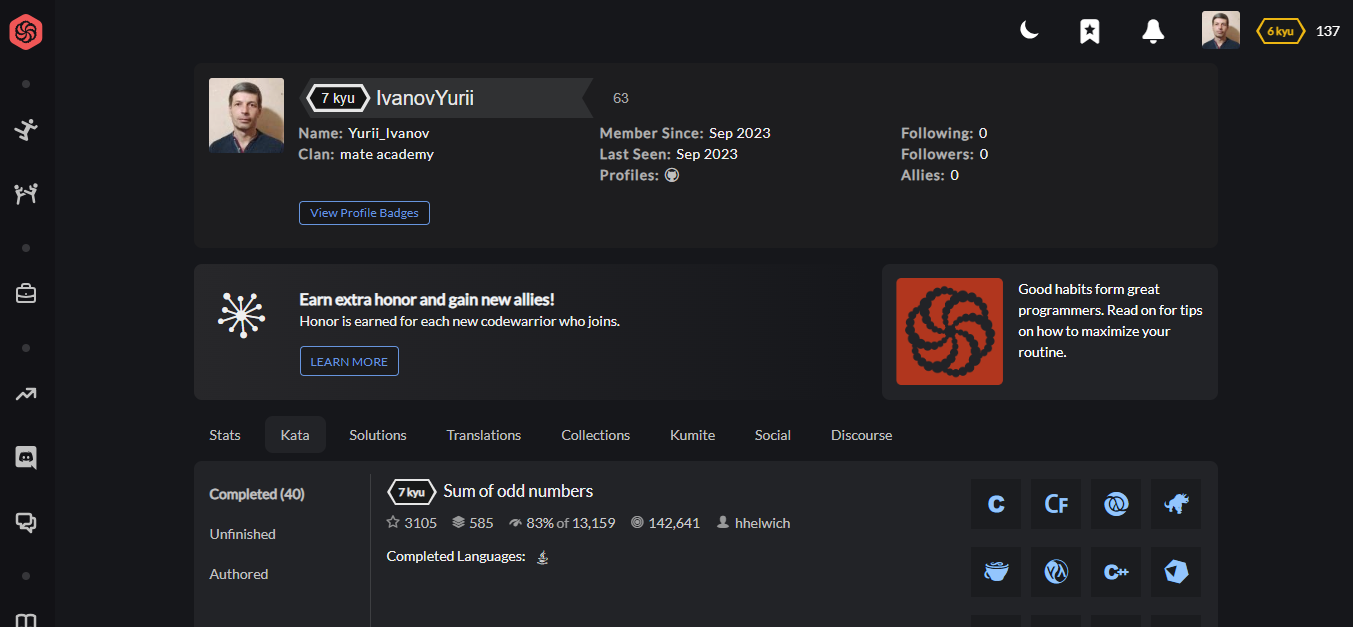 6 kyu 137
7 kyu IvanovYurii 63
Name: Yurii_Ivanov
Clan: mate academy
Member Since: Sep 2023
Last Seen: Sep 2023
Profiles:
Following: 0
Followers: 0
Allies: 0
View Profile Badges
Earn extra honor and gain new allies!
Honor is earned for each new codewarrior who joins.
LEARN MORE
Good habits form great
programmers. Read on for tips
on how to maximize your
routine.
Stats Kata Solutions Translations Collections Kumite Social Discourse
Completed (40)
Unfinished
Authored
7 kyu Sum of odd numbers
3105 585 83% of 13,159 142,641 hhelwich
Completed Languages:
C CF
C++